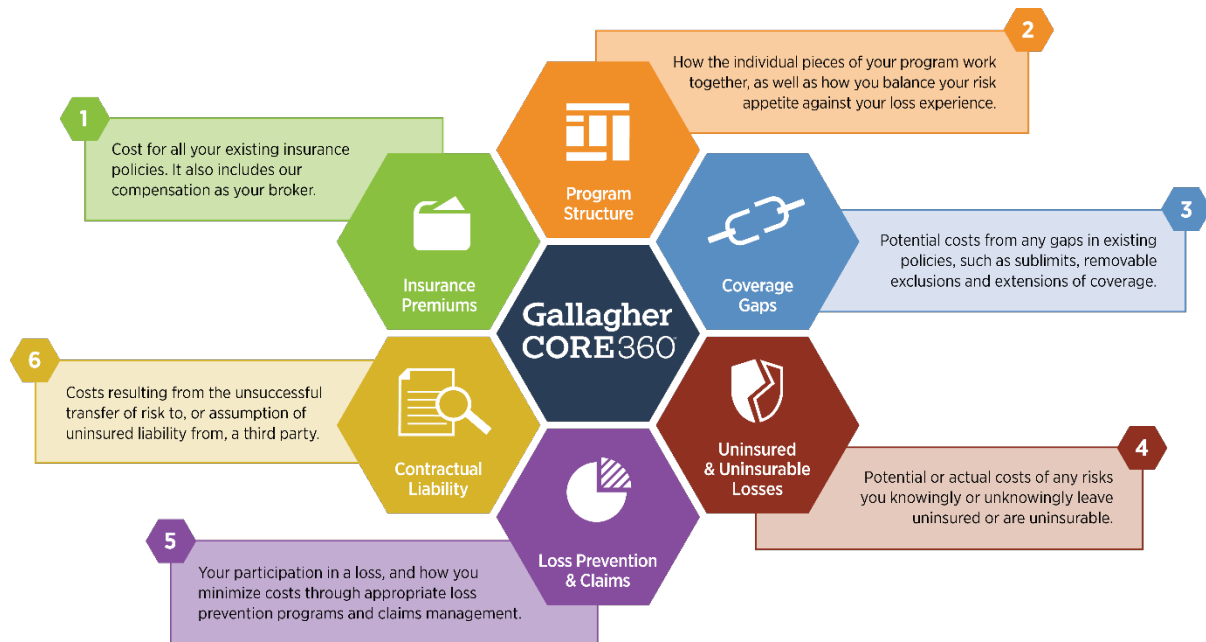 1
Cost for all your existing insurance
policies. It also includes our
compensation as your broker.
Insurance
Premiums
2
How the individual pieces of your program work
together, as well as how you balance your risk
appetite against your loss experience.
Program
Structure
3
Potential costs from any gaps in existing
policies, such as sublimits, removable
exclusions and extensions of coverage.
Coverage
Gaps
Gallagher
CORE360
4
Potential or actual costs of any risks
you knowingly or unknowingly leave
uninsured or are uninsurable.
Uninsured
& Uninsurable
Losses
5
Your participation in a loss, and how you
minimize costs through appropriate loss
prevention programs and claims management.
Loss Prevention
& Claims
6
Costs resulting from the unsuccessful
transfer of risk to, or assumption of
uninsured liability from, a third party.
Contractual
Liability